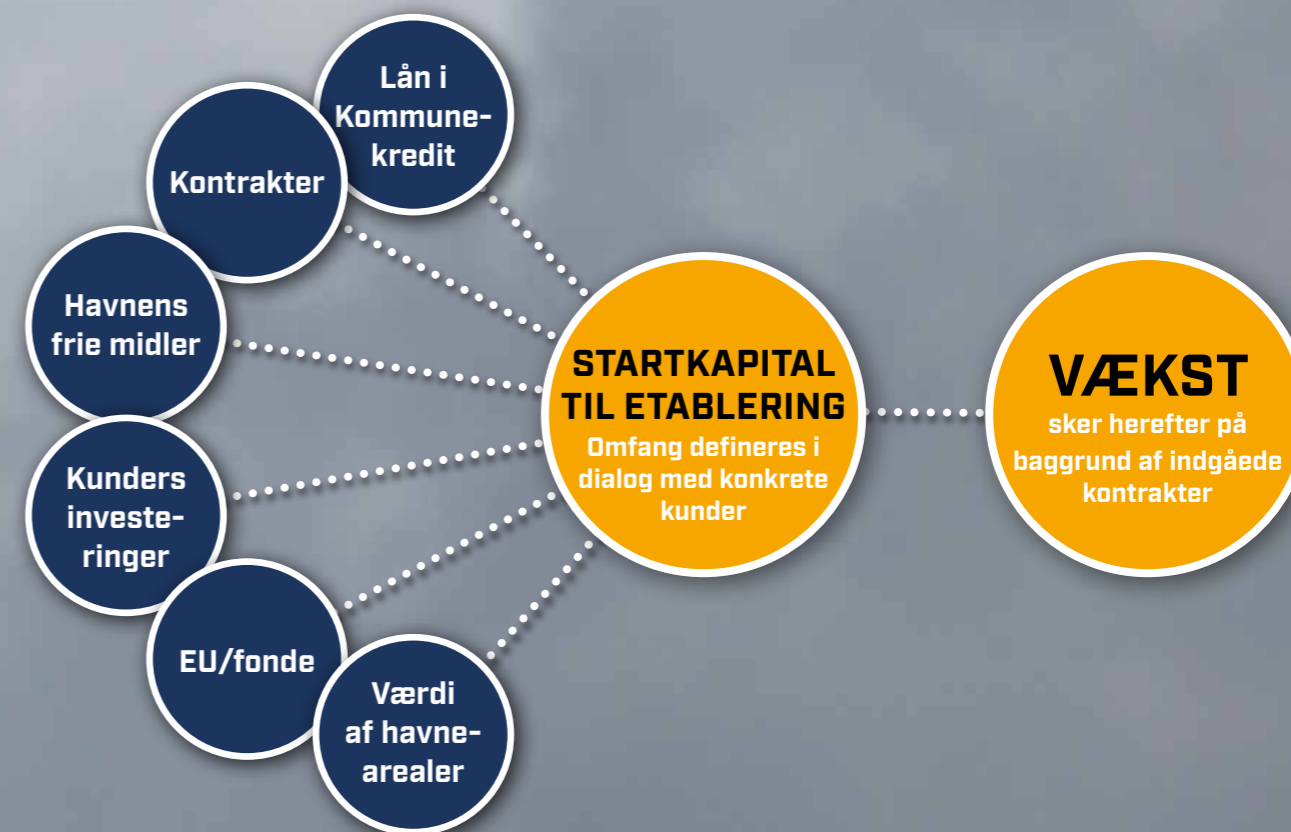 Lån i
Kommune-
kredit
Kontrakter
Havnens
frie midler
Kunders
investe-
ringer
EU/fonde
Værdi
af havne-
arealer
STARTKAPITAL
TIL ETABLERING
Omfang defineres i
dialog med konkrete
kunder
VÆKST
sker herefter på
baggrund af indgåede
kontrakter